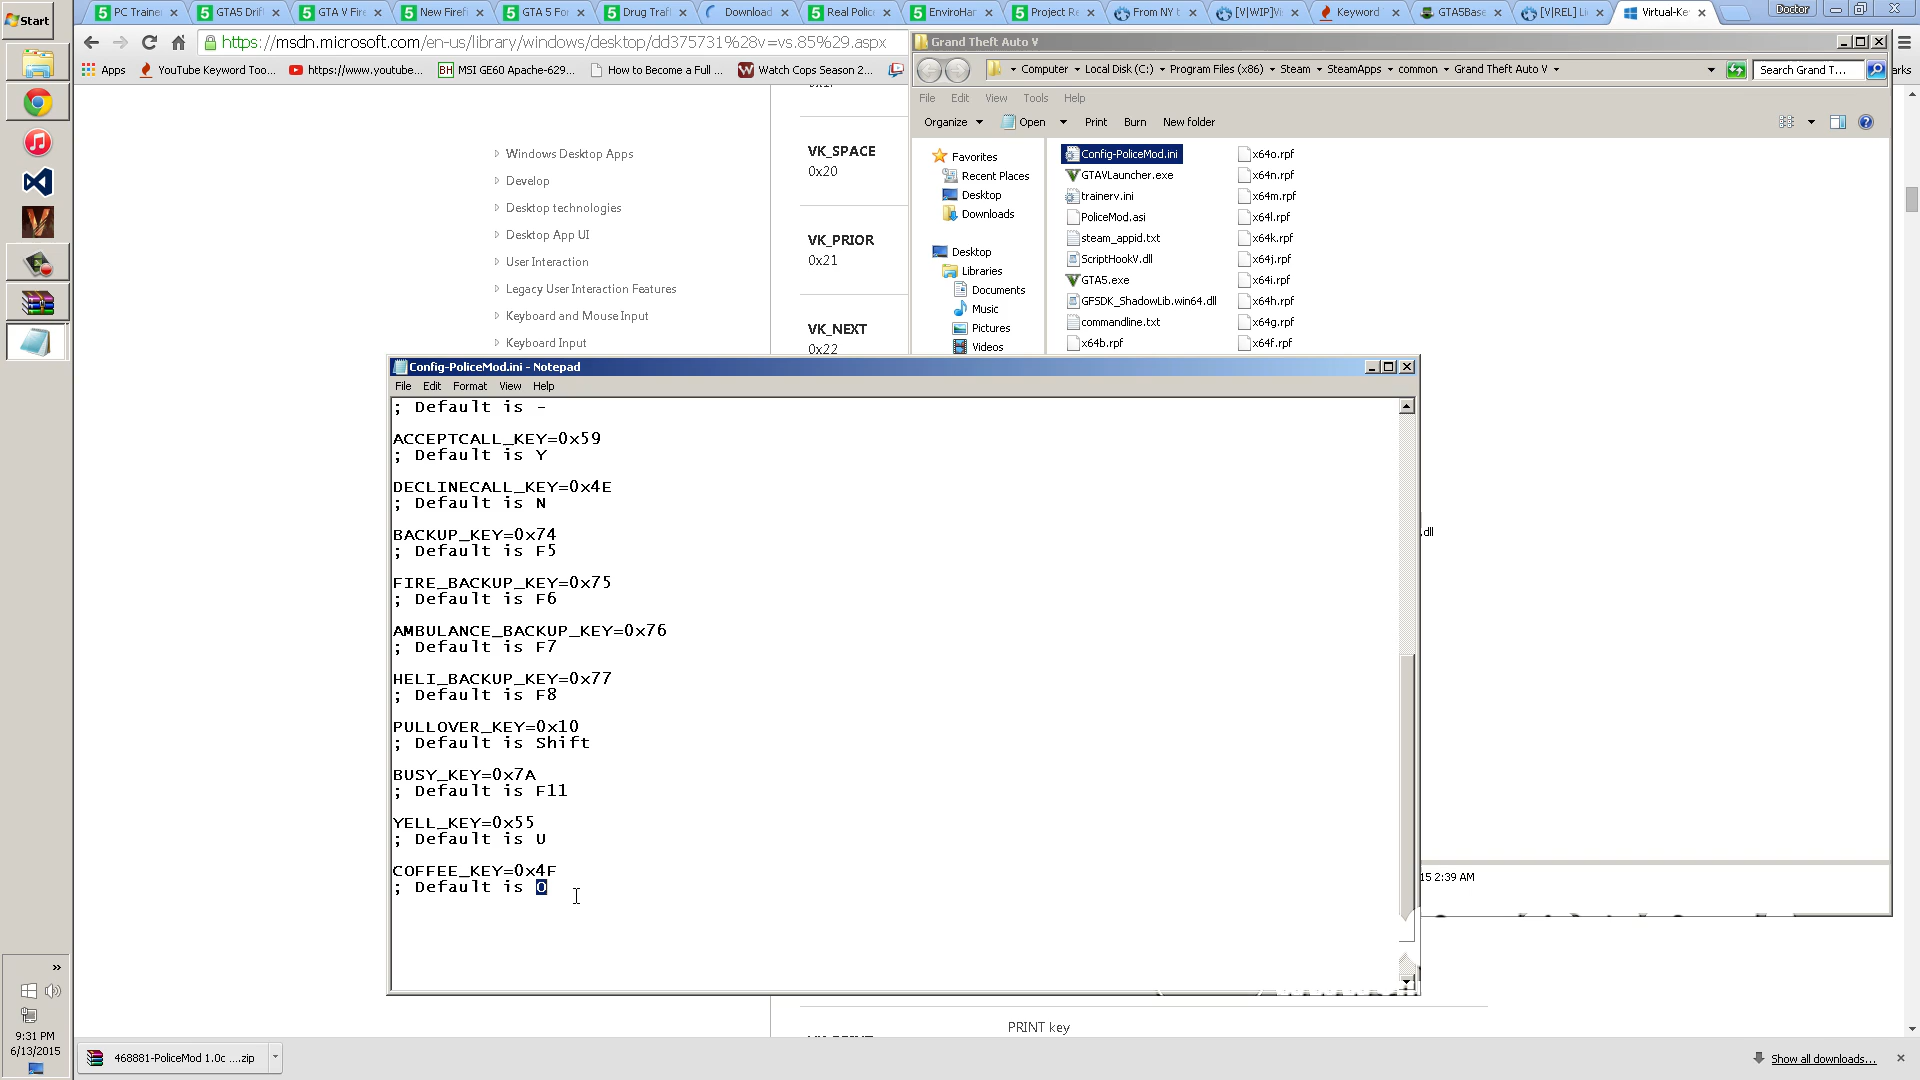 Start
PC Traine
GTA5 Drift
GTA V Fire
New Firefi
GTA 5 For
Drug Traf
Download
Real Polic
EnviroHan
Project Re
From NY t
[V|WIP]Vi
Keyword
GTA5Base
[V|REL] Li
Virtual-Ke
Doctor
https://msdn.microsoft.com/en-us/library/windows/desktop/dd375731%28v=vs.85%29.aspx
Apps
YouTube Keyword Too...
https://www.youtube...
MSI GE60 Apache-629...
How to Become a Full ...
Watch Cops Season 2...
arks
Grand Theft Auto V
Computer
Local Disk (C:)
Program Files (x86)
Steam
SteamApps
common
Grand Theft Auto V
Search Grand T...
File Edit View Tools Help
Organize Open Print Burn New folder
Windows Desktop Apps
Develop
Desktop technologies
Desktop App UI
User Interaction
Legacy User Interaction Features
Keyboard and Mouse Input
Keyboard Input
VK_SPACE
0x20
VK_PRIOR
0x21
VK_NEXT
0x22
Favorites
Recent Places
Desktop
Downloads
Desktop
Libraries
Documents
Music
Pictures
Videos
Config-PoliceMod.ini
GTAVLauncher.exe
trainerv.ini
PoliceMod.asi
steam_appid.txt
ScriptHookV.dll
GTA5.exe
GFSDK_ShadowLib.win64.dll
commandline.txt
x64b.rpf
x64o.rpf
x64n.rpf
x64m.rpf
x64l.rpf
x64k.rpf
x64j.rpf
x64i.rpf
x64h.rpf
x64g.rpf
x64f.rpf
Config-PoliceMod.ini - Notepad
File Edit Format View Help
; Default is -
ACCEPTCALL_KEY=0x59
; Default is Y
DECLINECALL_KEY=0x4E
; Default is N
BACKUP_KEY=0x74
; Default is F5
FIRE_BACKUP_KEY=0x75
; Default is F6
AMBULANCE_BACKUP_KEY=0x76
; Default is F7
HELI_BACKUP_KEY=0x77
; Default is F8
PULLOVER_KEY=0x10
; Default is Shift
BUSY_KEY=0x7A
; Default is F11
YELL_KEY=0x55
; Default is U
COFFEE_KEY=0x4F
; Default is O
.dll
15 2:39 AM
PRINT key
9:31 PM
6/13/2015
468881-PoliceMod 1.0c ....zip
Show all downloads...